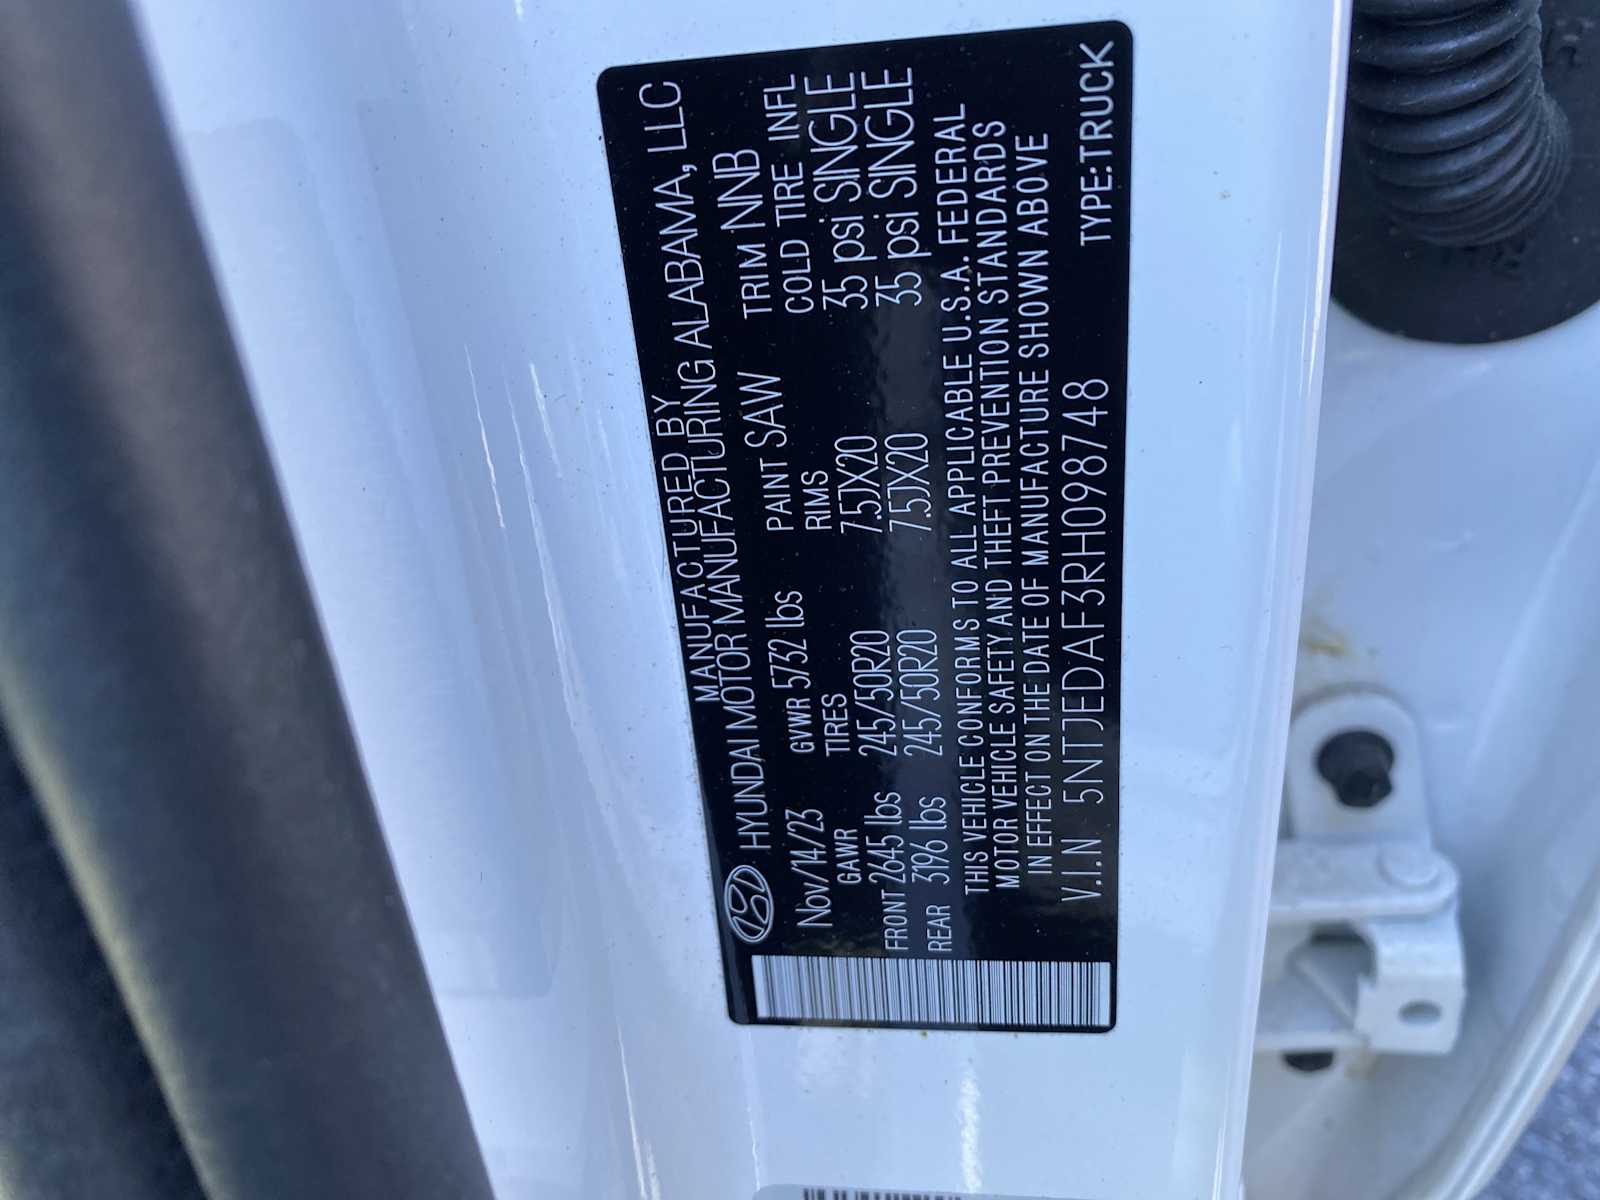 MANUFACTURED BY
HYUNDAI MOTOR MANUFACTURING ALABAMA, LLC
Nov/14/23 GVWR 5732 lbs PAINT SAW TRIM NNB
GAWR TIRES RIMS COLD TIRE INFL
FRONT 2645 lbs 245/50R20 7.5JX20 35 psi SINGLE
REAR 3196 lbs 245/50R20 7.5JX20 35 psi SINGLE
THIS VEHICLE CONFORMS TO ALL APPLICABLE U.S.A. FEDERAL
MOTOR VEHICLE SAFETY AND THEFT PREVENTION STANDARDS
IN EFFECT ON THE DATE OF MANUFACTURE SHOWN ABOVE
V.I.N 5NTJEDAF3RH098748 TYPE:TRUCK